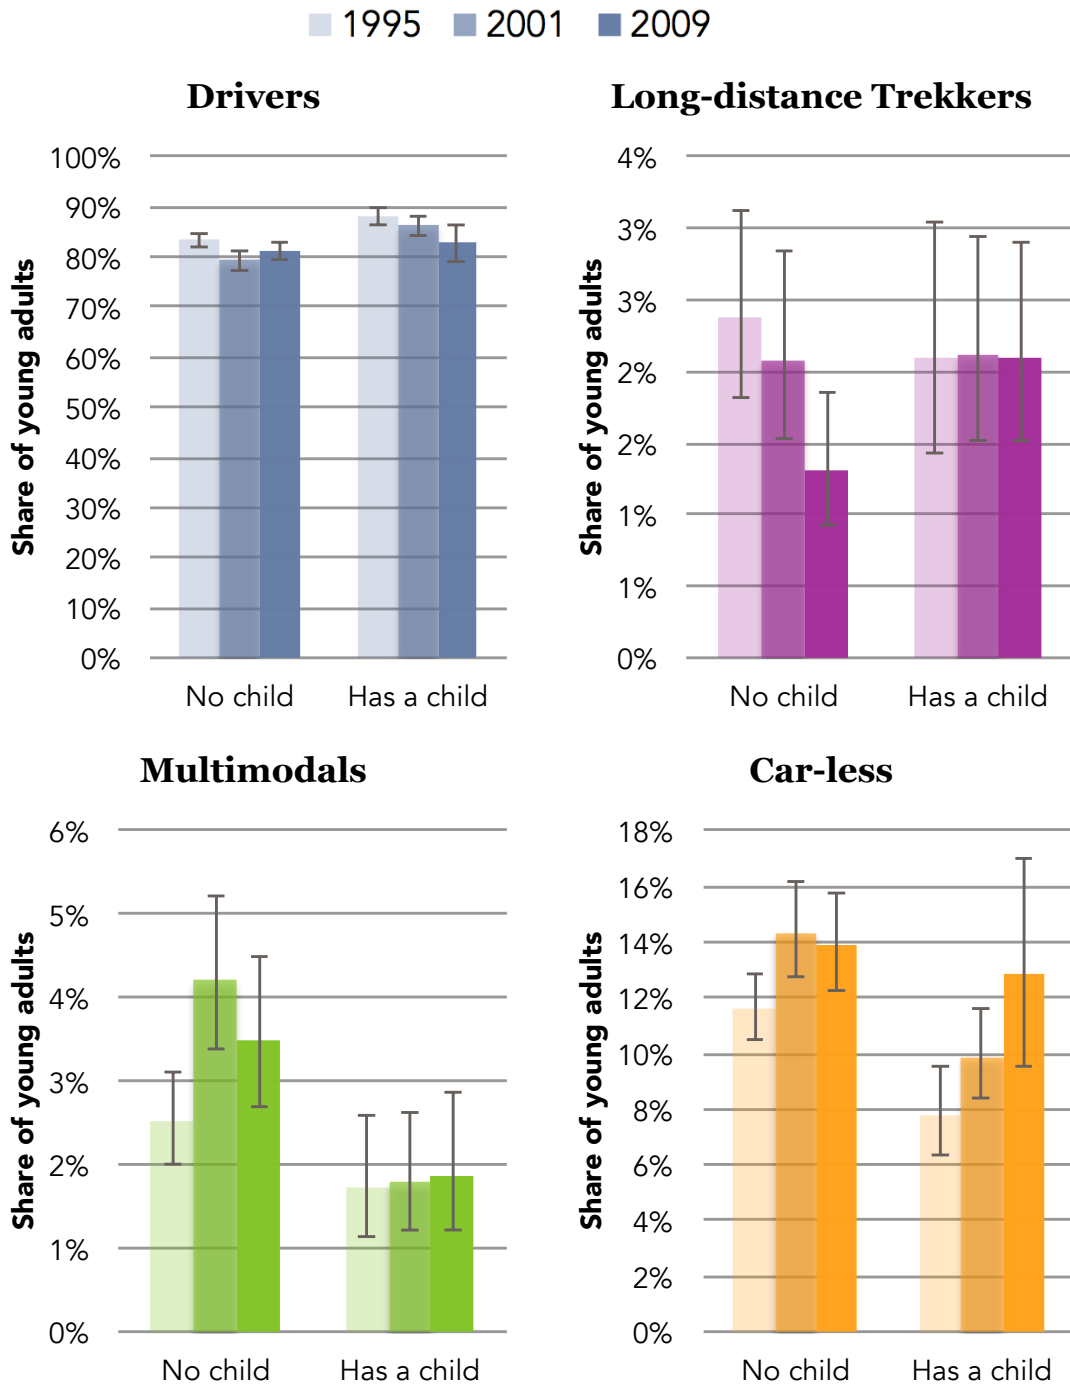 1995 2001 2009
Drivers
Share of young adults
100%
90%
80%
70%
60%
50%
40%
30%
20%
10%
0%
No child Has a child
Long-distance Trekkers
Share of young adults
4%
3%
3%
2%
2%
1%
1%
0%
No child Has a child
Multimodals
Share of young adults
6%
5%
4%
3%
2%
1%
0%
No child Has a child
Car-less
Share of young adults
18%
16%
14%
12%
10%
8%
6%
4%
2%
0%
No child Has a child